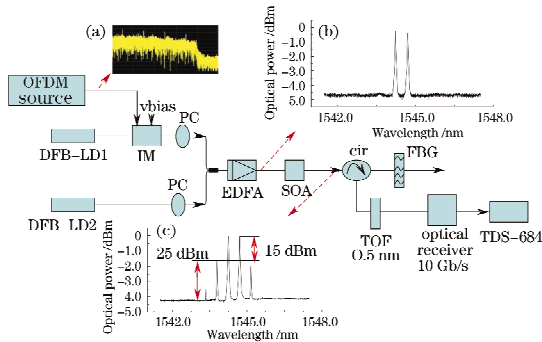 (a)
OFDM
source
vbias
PC
DFB-LD1
IM
PC
DFB LD2
EDFA
SOA
cir
FBG
TOF
0.5 nm
optical
receiver
10 Gb/s
TDS-684
(b)
Optical power /dBm
0
-1.0
-2.0
-3.0
-4.0
5.0
1542.0
1545.0
1548.0
Wavelength /nm
(c)
Optical power /dBm
0
-1.0
-2.0
-3.0
-4.0
-5.0
25 dBm
15 dBm
1542.0
1545.0
1548.0
Wavelength /nm